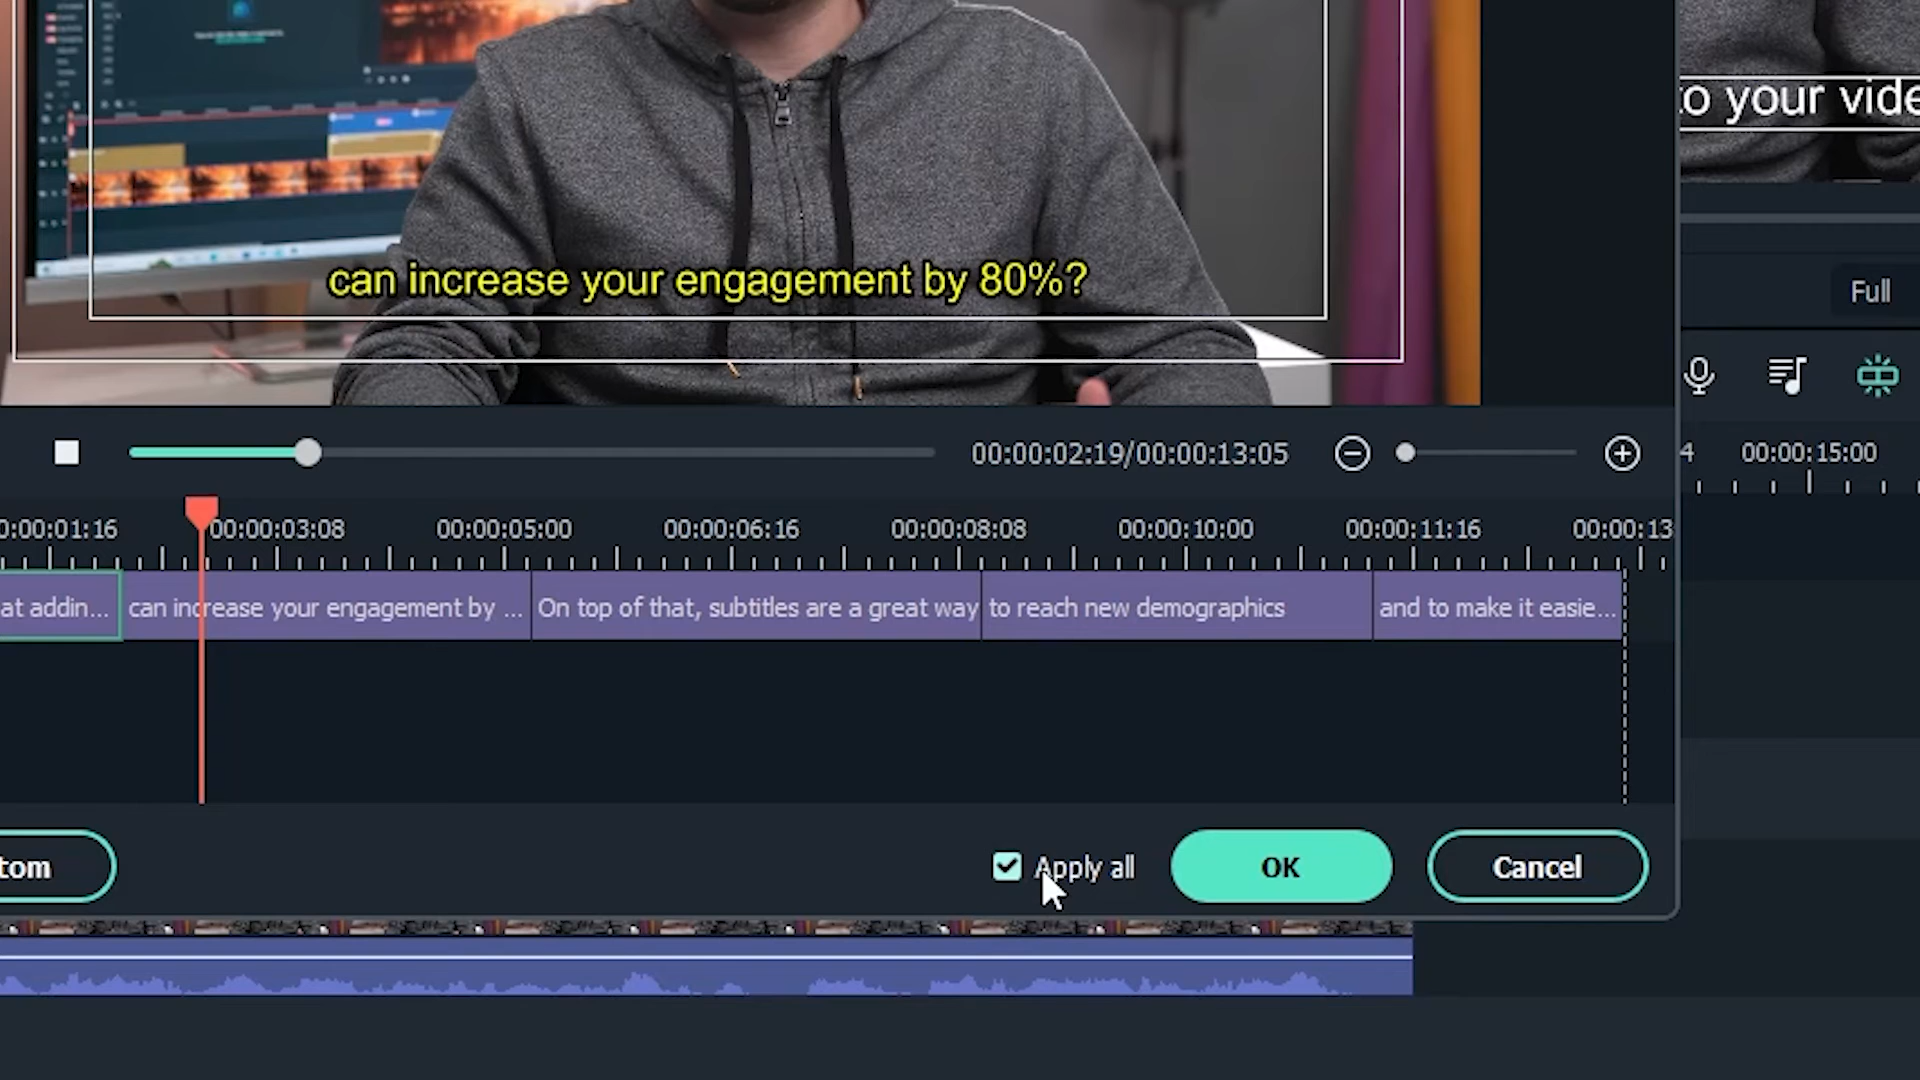 to your vide
can increase your engagement by 80%?
Full
00:00:02:19/00:00:13:05
4 00:00:15:00
0:00:01:16 00:00:03:08 00:00:05:00 00:00:06:16 00:00:08:08 00:00:10:00 00:00:11:16 00:00:13
at addin... can increase your engagement by ... On top of that, subtitles are a great way to reach new demographics and to make it easie...
tom Apply all OK Cancel